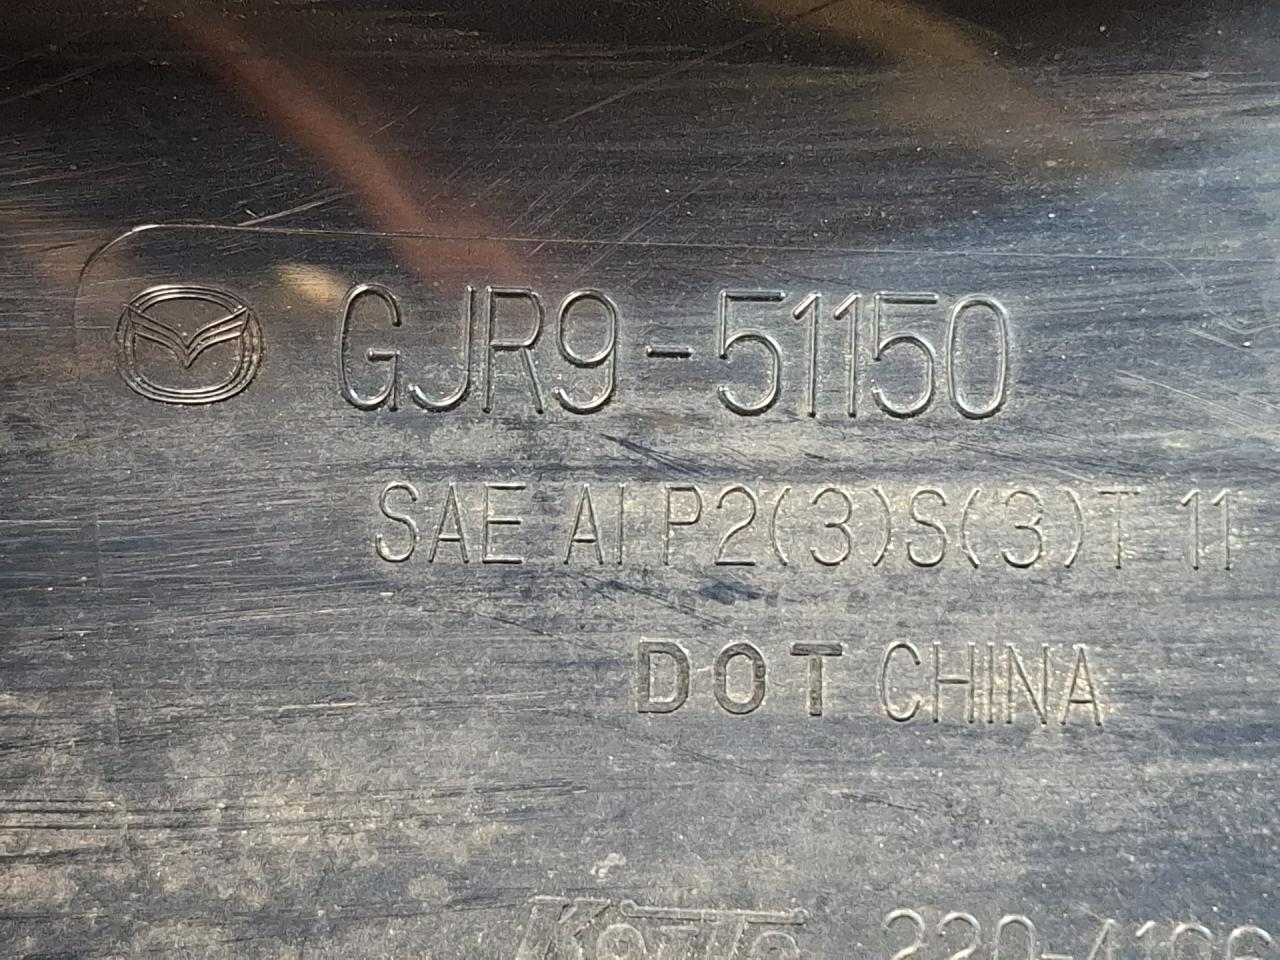 GJR9-51150
SAE AI P2(3)S(3)T 11
DOT CHINA